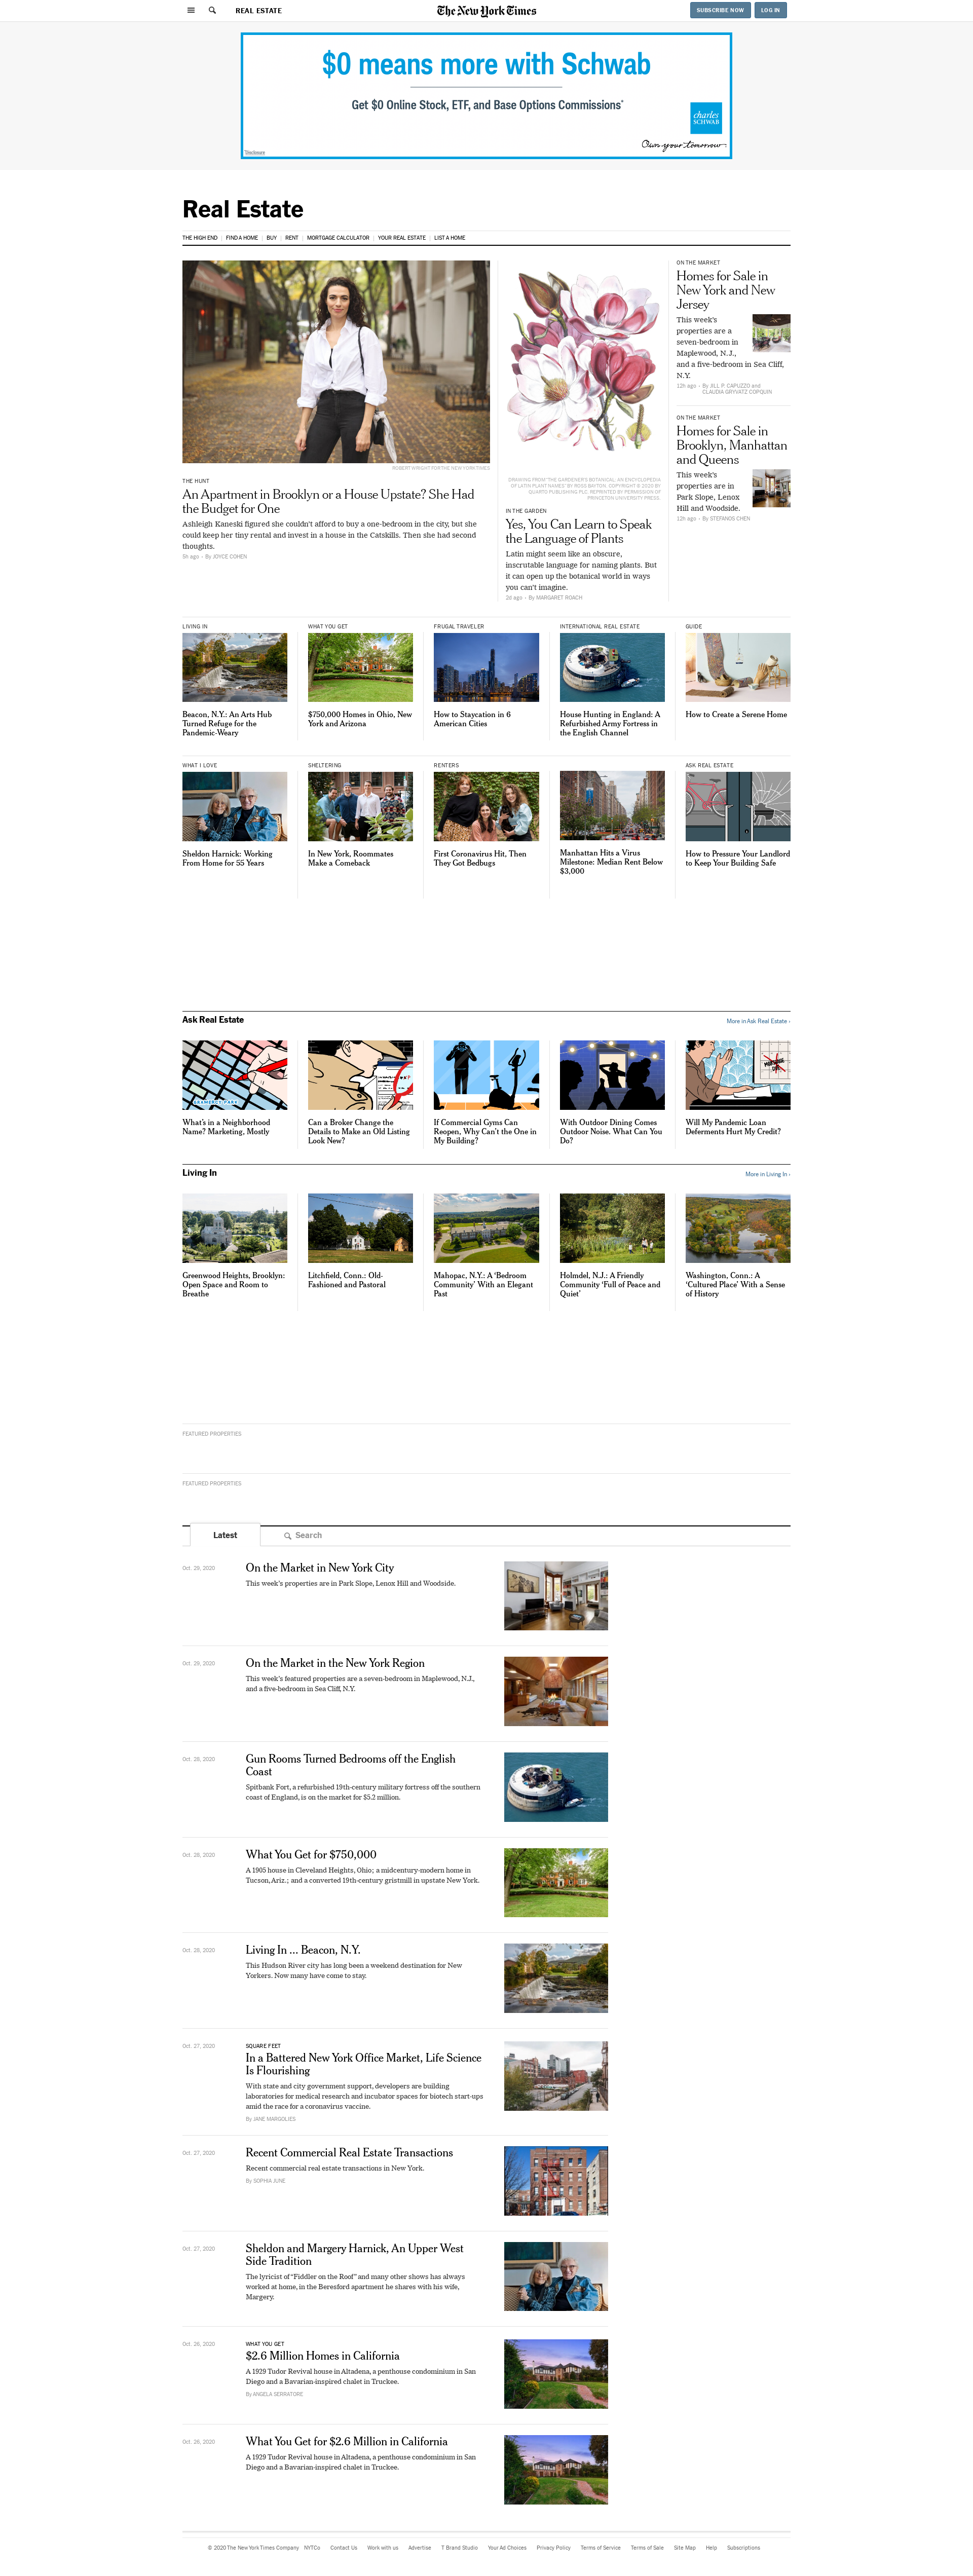 REAL ESTATE
The New York Times
SUBSCRIBE NOW
LOG IN
$0 means more with Schwab
Get $0 Online Stock, ETF, and Base Options Commissions*
charles
SCHWAB
Own your tomorrow
Disclosure
Real Estate
THE HIGH END
FIND A HOME
BUY
RENT
MORTGAGE CALCULATOR
YOUR REAL ESTATE
LIST A HOME
ROBERT WRIGHT FOR THE NEW YORK TIMES
THE HUNT
An Apartment in Brooklyn or a House Upstate? She Had
the Budget for One
Ashleigh Kaneski figured she couldn't afford to buy a one-bedroom in the city, but she
could keep her tiny rental and invest in a house in the Catskills. Then she had second
thoughts.
5h ago - By JOYCE COHEN
DRAWING FROM 'THE GARDENER'S BOTANICAL: AN ENCYCLOPEDIA
OF LATIN PLANT NAMES' BY ROSS BAYTON. COPYRIGHT © 2020 BY
QUARTO PUBLISHING PLC. REPRINTED BY PERMISSION OF
PRINCETON UNIVERSITY PRESS.
IN THE GARDEN
Yes, You Can Learn to Speak
the Language of Plants
Latin might seem like an obscure,
inscrutable language for naming plants. But
it can open up the botanical world in ways
you can't imagine.
2d ago - By MARGARET ROACH
ON THE MARKET
Homes for Sale in
New York and New
Jersey
This week's
properties are a
seven-bedroom in
Maplewood, N.J.,
and a five-bedroom in Sea Cliff,
N.Y.
12h ago - By JILL P. CAPUZZO and
CLAUDIA GRYVATZ COPQUIN
ON THE MARKET
Homes for Sale in
Brooklyn, Manhattan
and Queens
This week's
properties are in
Park Slope, Lenox
Hill and Woodside.
12h ago - By STEFANOS CHEN
LIVING IN
Beacon, N.Y.: An Arts Hub
Turned Refuge for the
Pandemic-Weary
WHAT YOU GET
$750,000 Homes in Ohio, New
York and Arizona
FRUGAL TRAVELER
How to Staycation in 6
American Cities
INTERNATIONAL REAL ESTATE
House Hunting in England: A
Refurbished Army Fortress in
the English Channel
GUIDE
How to Create a Serene Home
WHAT I LOVE
Sheldon Harnick: Working
From Home for 55 Years
SHELTERING
In New York, Roommates
Make a Comeback
RENTERS
First Coronavirus Hit, Then
They Got Bedbugs
Manhattan Hits a Virus
Milestone: Median Rent Below
$3,000
ASK REAL ESTATE
How to Pressure Your Landlord
to Keep Your Building Safe
Ask Real Estate
More in Ask Real Estate ›
What's in a Neighborhood
Name? Marketing, Mostly
Can a Broker Change the
Details to Make an Old Listing
Look New?
If Commercial Gyms Can
Reopen, Why Can't the One in
My Building?
With Outdoor Dining Comes
Outdoor Noise. What Can You
Do?
Will My Pandemic Loan
Deferments Hurt My Credit?
Living In
More in Living In ›
Greenwood Heights, Brooklyn:
Open Space and Room to
Breathe
Litchfield, Conn.: Old-
Fashioned and Pastoral
Mahopac, N.Y.: A 'Bedroom
Community' With an Elegant
Past
Holmdel, N.J.: A Friendly
Community 'Full of Peace and
Quiet'
Washington, Conn.: A
'Cultured Place' With a Sense
of History
FEATURED PROPERTIES
FEATURED PROPERTIES
Latest
Search
Oct. 29, 2020
On the Market in New York City
This week's properties are in Park Slope, Lenox Hill and Woodside.
Oct. 29, 2020
On the Market in the New York Region
This week's featured properties are a seven-bedroom in Maplewood, N.J.,
and a five-bedroom in Sea Cliff, N.Y.
Oct. 28, 2020
Gun Rooms Turned Bedrooms off the English
Coast
Spitbank Fort, a refurbished 19th-century military fortress off the southern
coast of England, is on the market for $5.2 million.
Oct. 28, 2020
What You Get for $750,000
A 1905 house in Cleveland Heights, Ohio; a midcentury-modern home in
Tucson, Ariz.; and a converted 19th-century gristmill in upstate New York.
Oct. 28, 2020
Living In ... Beacon, N.Y.
This Hudson River city has long been a weekend destination for New
Yorkers. Now many have come to stay.
Oct. 27, 2020
SQUARE FEET
In a Battered New York Office Market, Life Science
Is Flourishing
With state and city government support, developers are building
laboratories for medical research and incubator spaces for biotech start-ups
amid the race for a coronavirus vaccine.
By JANE MARGOLIES
Oct. 27, 2020
Recent Commercial Real Estate Transactions
Recent commercial real estate transactions in New York.
By SOPHIA JUNE
Oct. 27, 2020
Sheldon and Margery Harnick, An Upper West
Side Tradition
The lyricist of "Fiddler on the Roof" and many other shows has always
worked at home, in the Beresford apartment he shares with his wife,
Margery.
Oct. 26, 2020
WHAT YOU GET
$2.6 Million Homes in California
A 1929 Tudor Revival house in Altadena, a penthouse condominium in San
Diego and a Bavarian-inspired chalet in Truckee.
By ANGELA SERRATORE
Oct. 26, 2020
What You Get for $2.6 Million in California
A 1929 Tudor Revival house in Altadena, a penthouse condominium in San
Diego and a Bavarian-inspired chalet in Truckee.
© 2020 The New York Times Company
NYTCo
Contact Us
Work with us
Advertise
T Brand Studio
Your Ad Choices
Privacy Policy
Terms of Service
Terms of Sale
Site Map
Help
Subscriptions